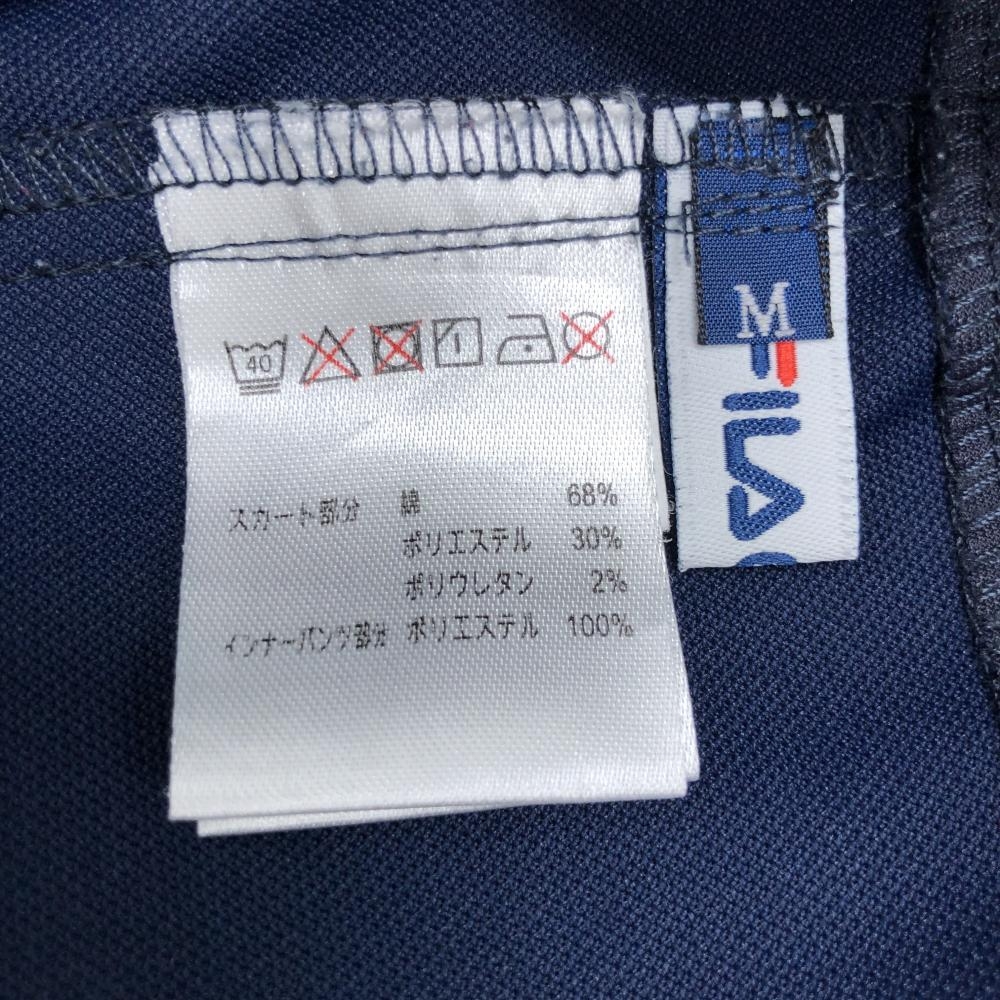 40
スカート部分 綿 68%
ポリエステル 30%
ポリウレタン 2%
インナーパンツ部分 ポリエステル 100%
M
FILA